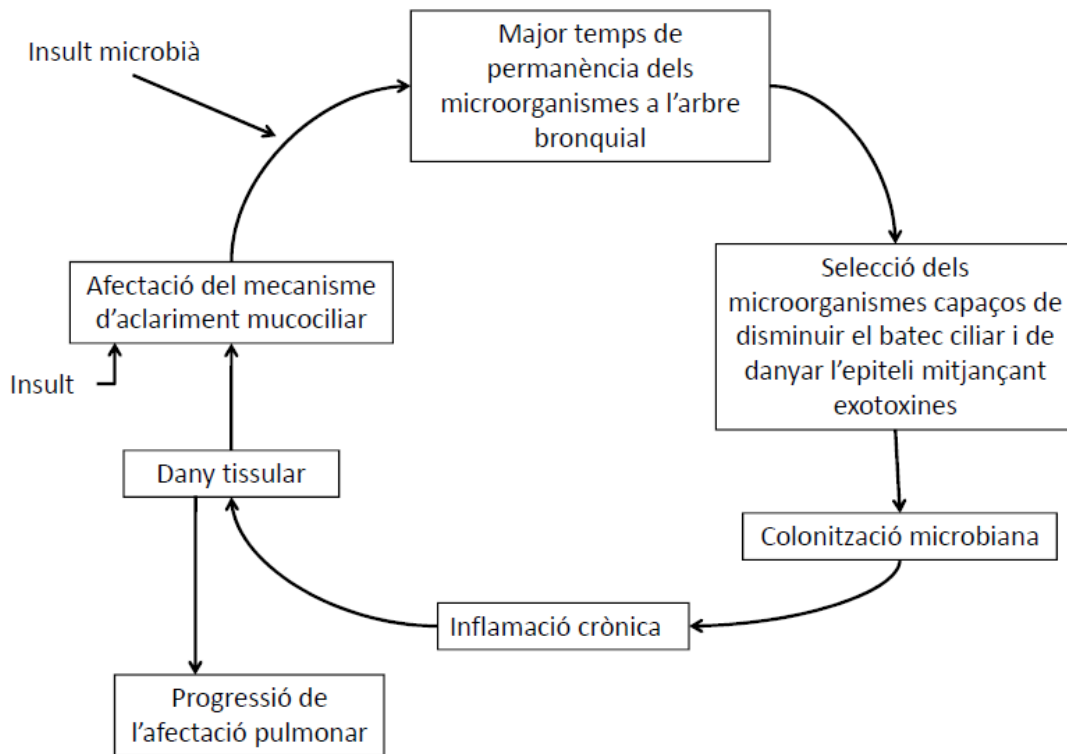 Insult microbià
Major temps de
permanència dels
microorganismes a l’arbre
bronquial
Afectació del mecanisme
d’aclariment mucociliar
Selecció dels
microorganismes capaços de
disminuir el batec ciliar i de
danyar l’epiteli mitjançant
exotoxines
Insult
Dany tissular
Colonització microbiana
Inflamació crònica
Progressió de
l’afectació pulmonar